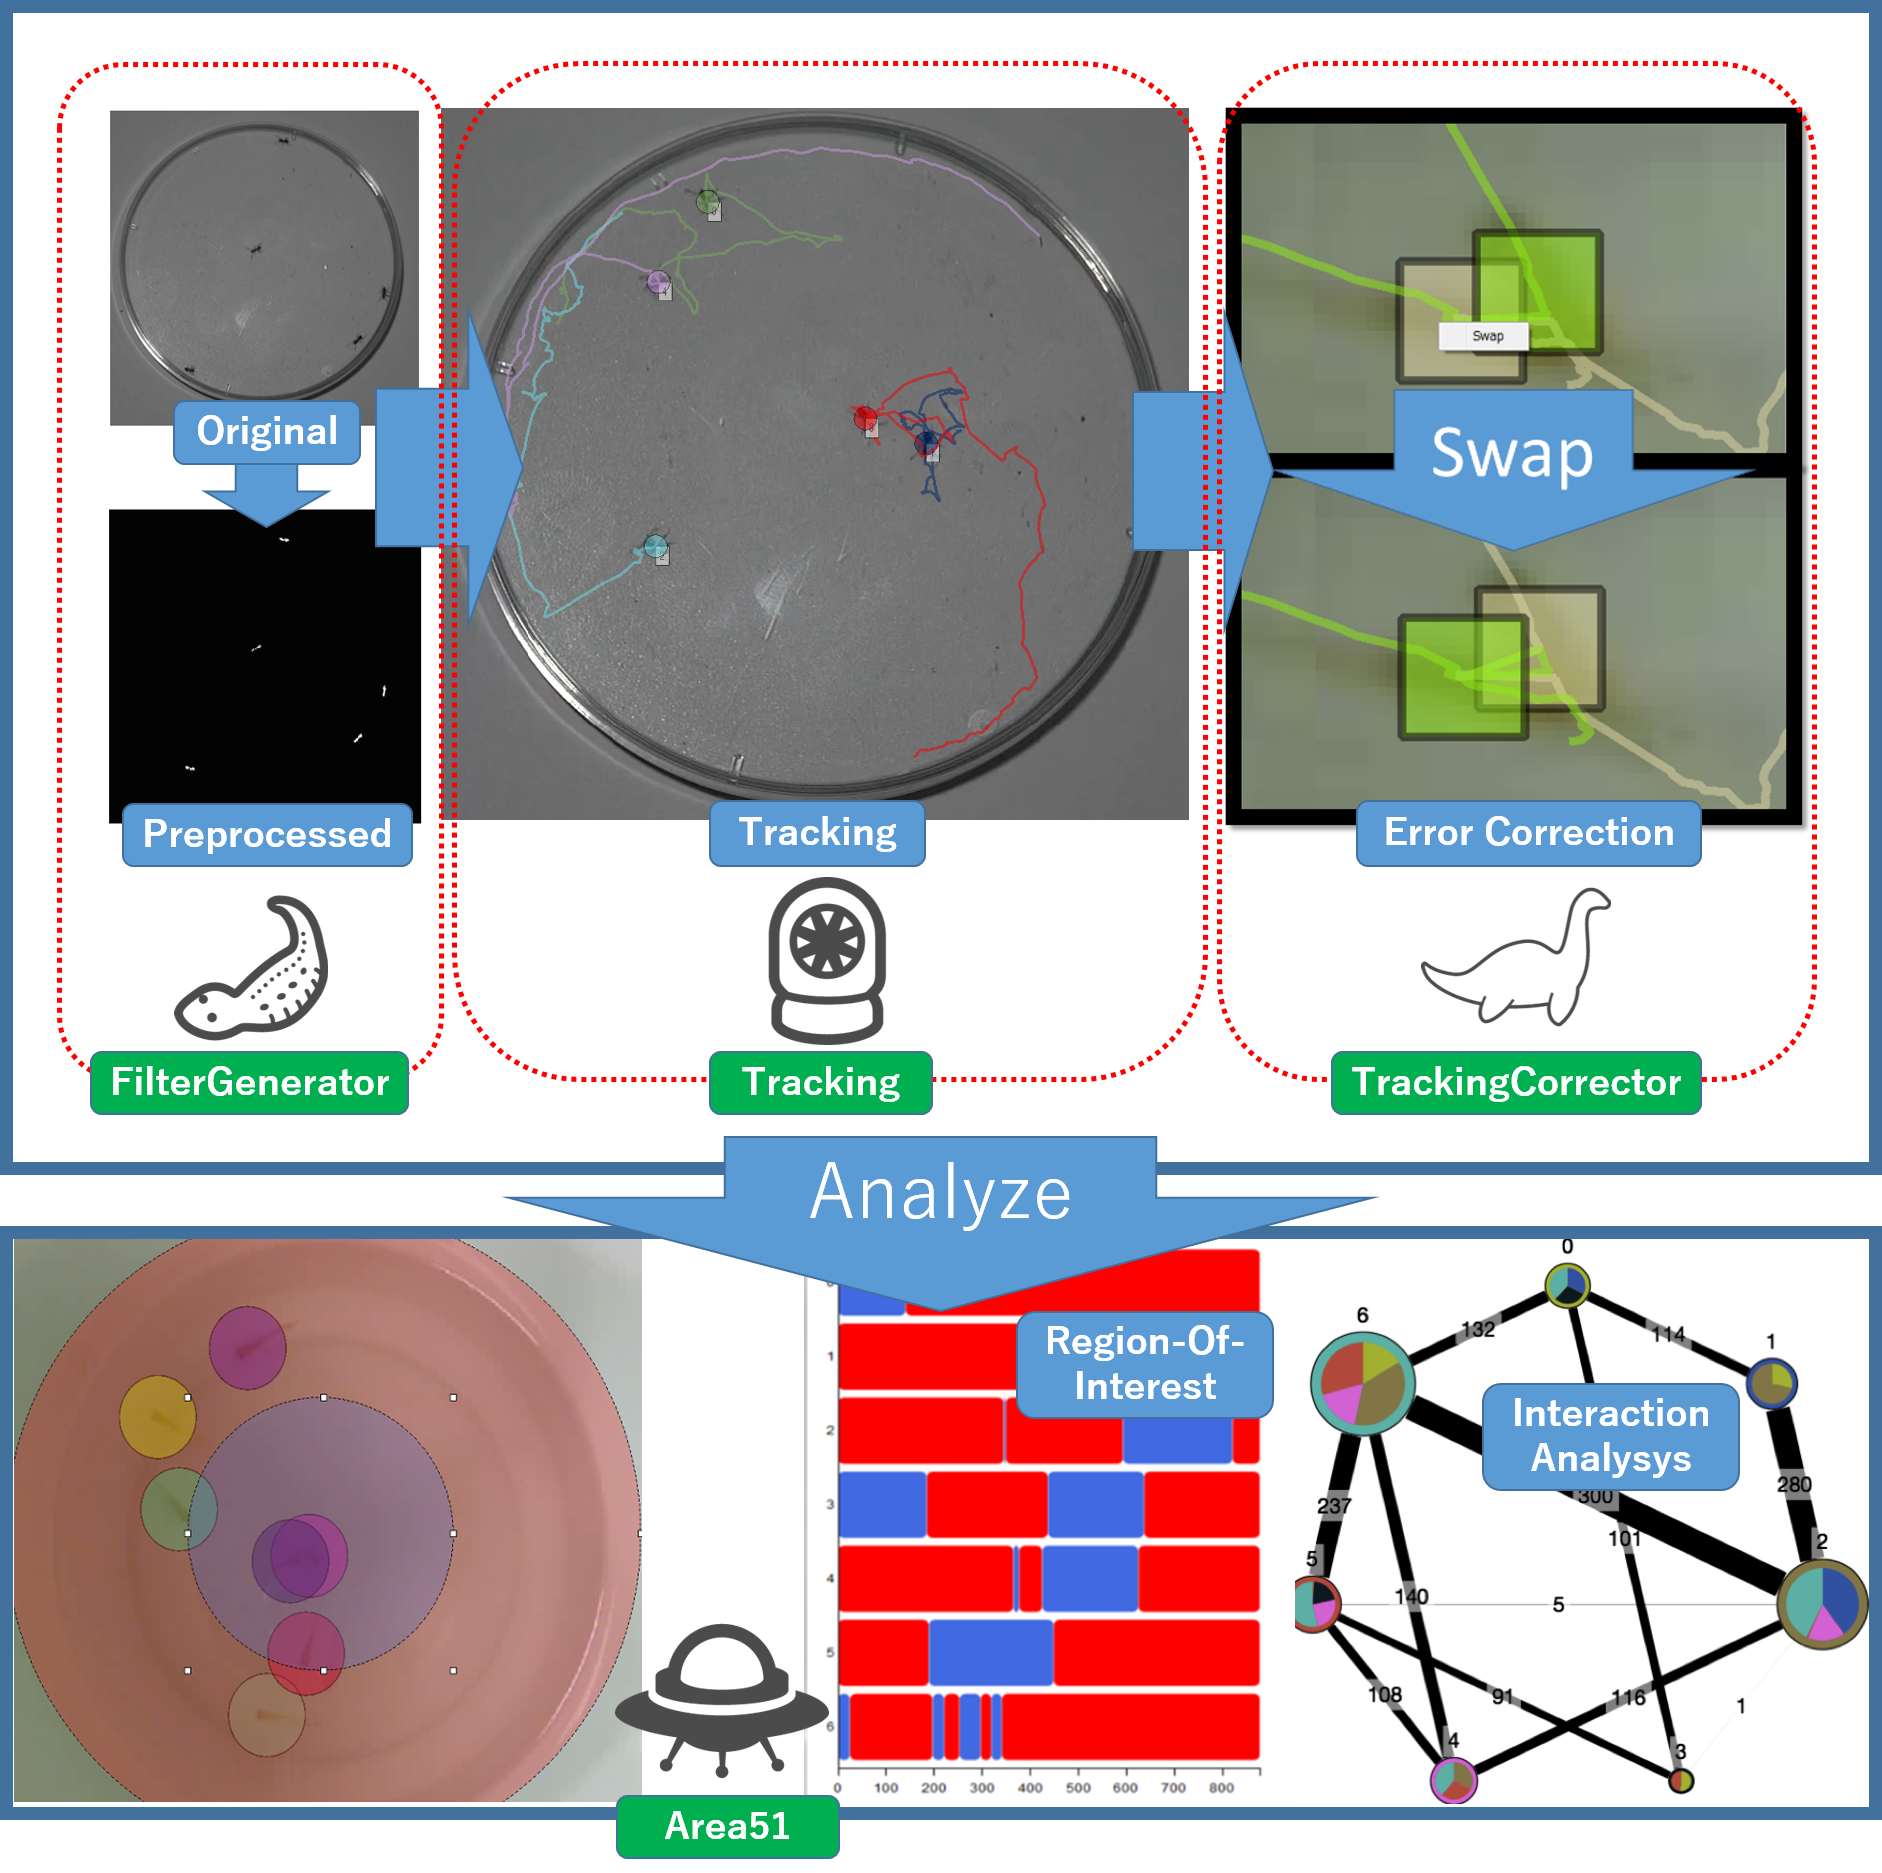 Original
Preprocessed
FilterGenerator
Tracking
Tracking
Swap
Swap
Error Correction
TrackingCorrector
Analyze
Region-Of-
Interest
1
2
3
4
5
6
0
100
200
300
400
500
600
700
800
Area51
0
6
132
114
1
Interaction
Analysys
300
280
237
101
2
5
140
5
108
91
116
1
4
3